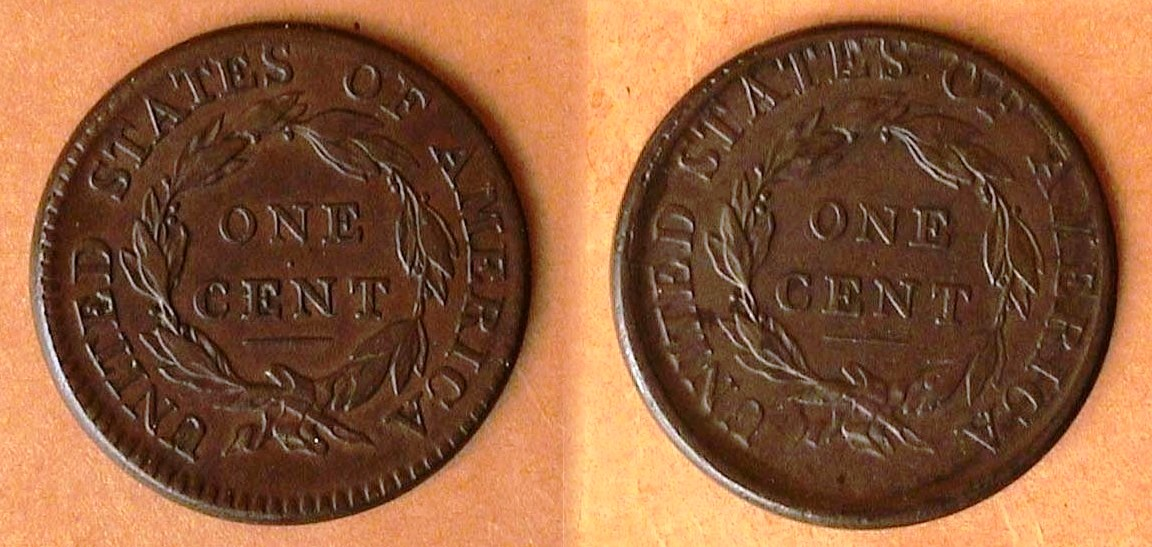 UNITED STATES OF AMERICA
ONE
CENT
UNITED STATES OF AMERICA
ONE
CENT